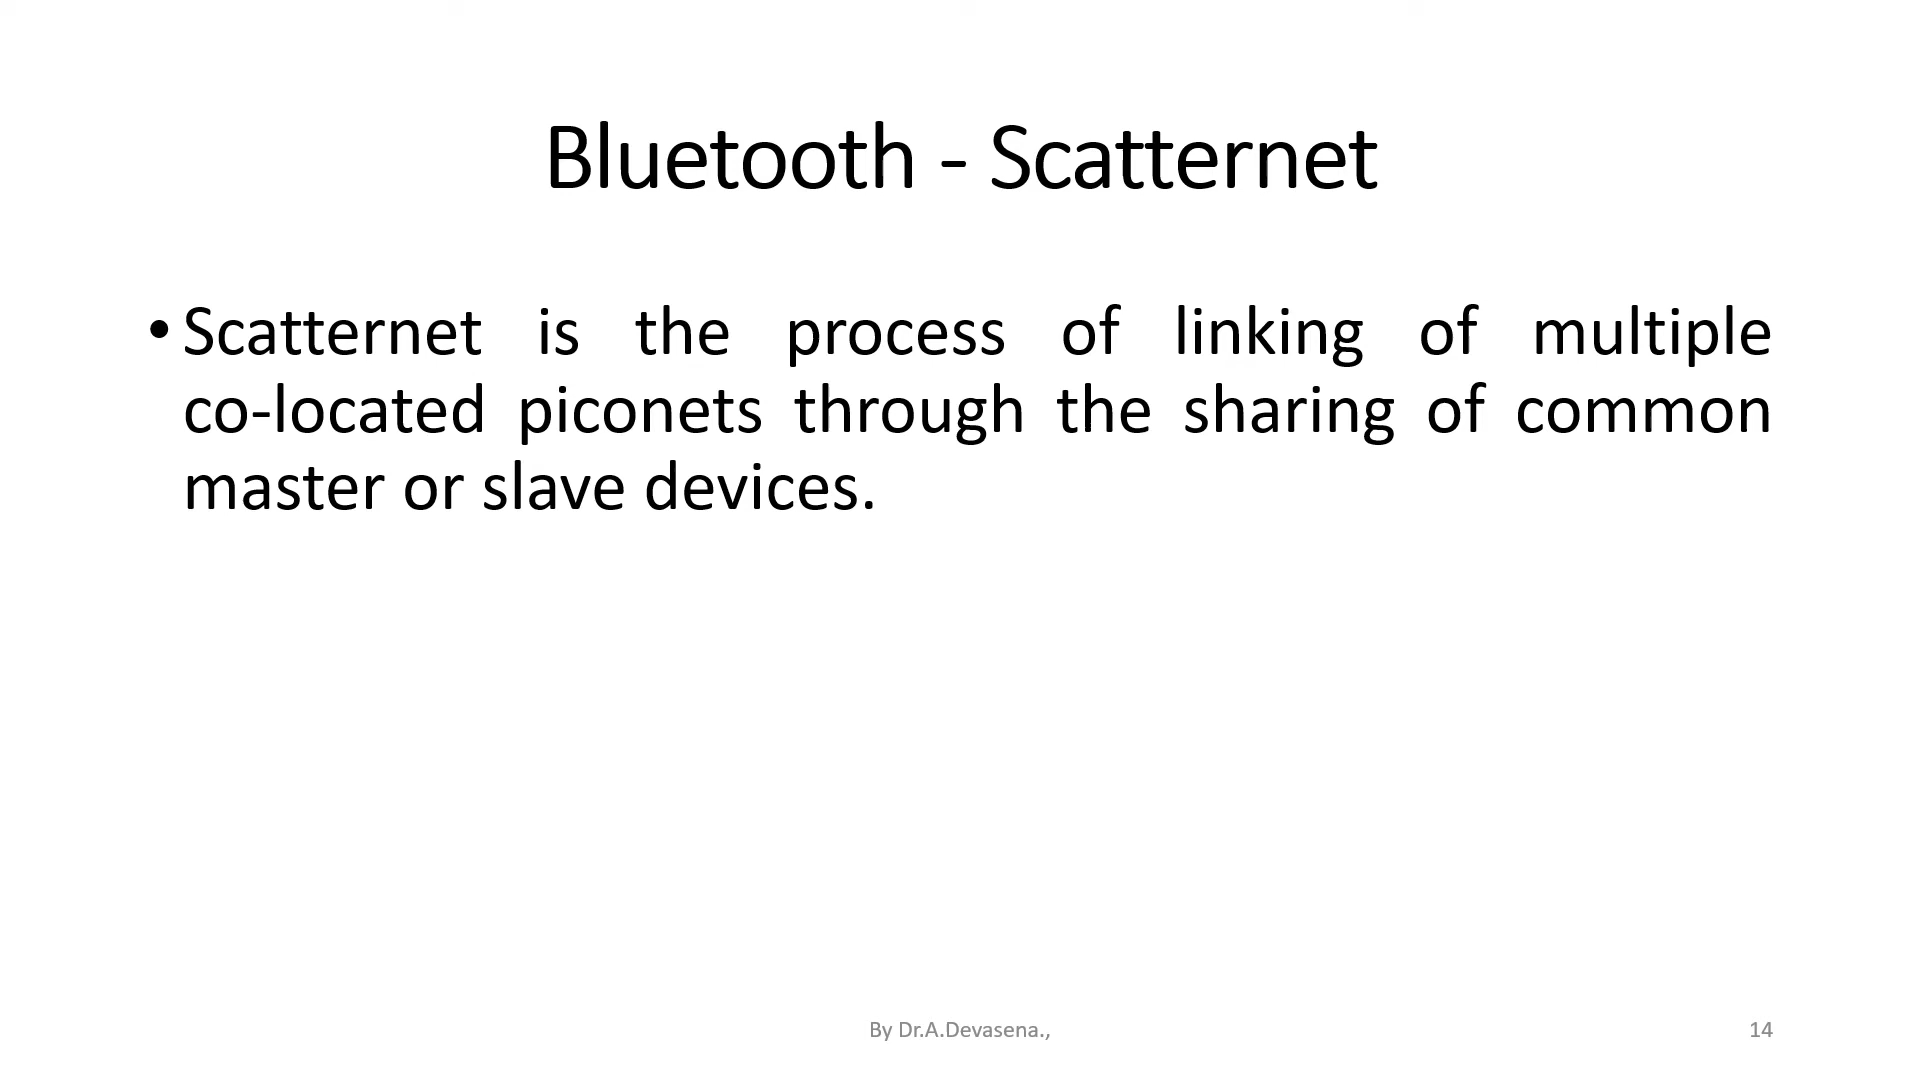 Bluetooth - Scatternet
• Scatternet is the process of linking of multiple
co-located piconets through the sharing of common
master or slave devices.
By Dr.A.Devasena.,
14